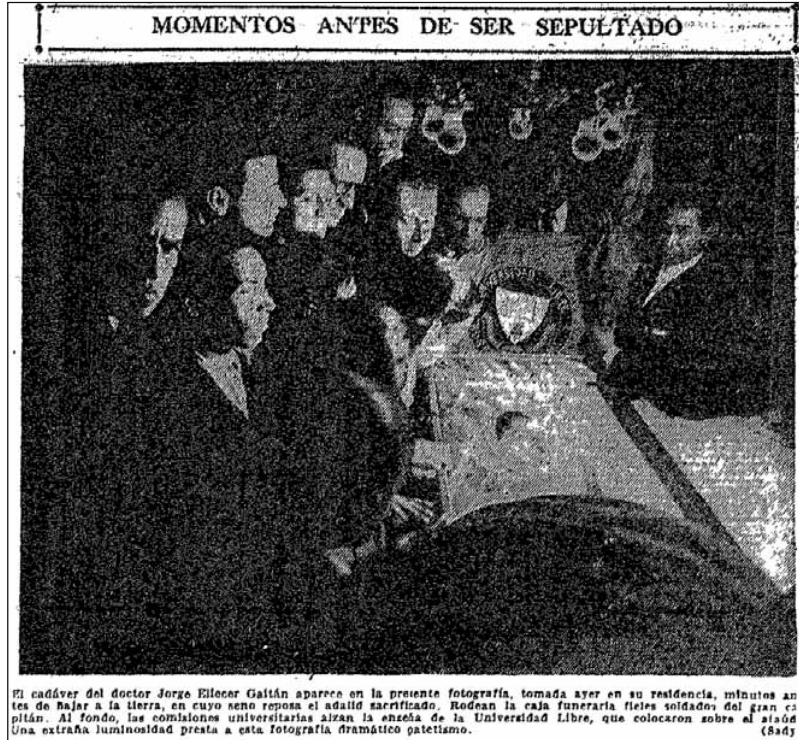 MOMENTOS ANTES DE SER SEPULTADO
El cadáver del doctor Jorge Eliecer Gaitán aparece en la presente fotografía, tomada ayer en su residencia, minutos an
tes de bajar a la tierra, en cuyo seno reposa el adalid sacrificado. Rodean la caja funeraria fieles soldados del gran ca
pitán. Al fondo, las comisiones universitarias alzan la enseña de la Universidad Libre, que colocaron sobre el ataúd
Una extraña luminosidad presta a esta fotografía dramático patetismo. (Sady